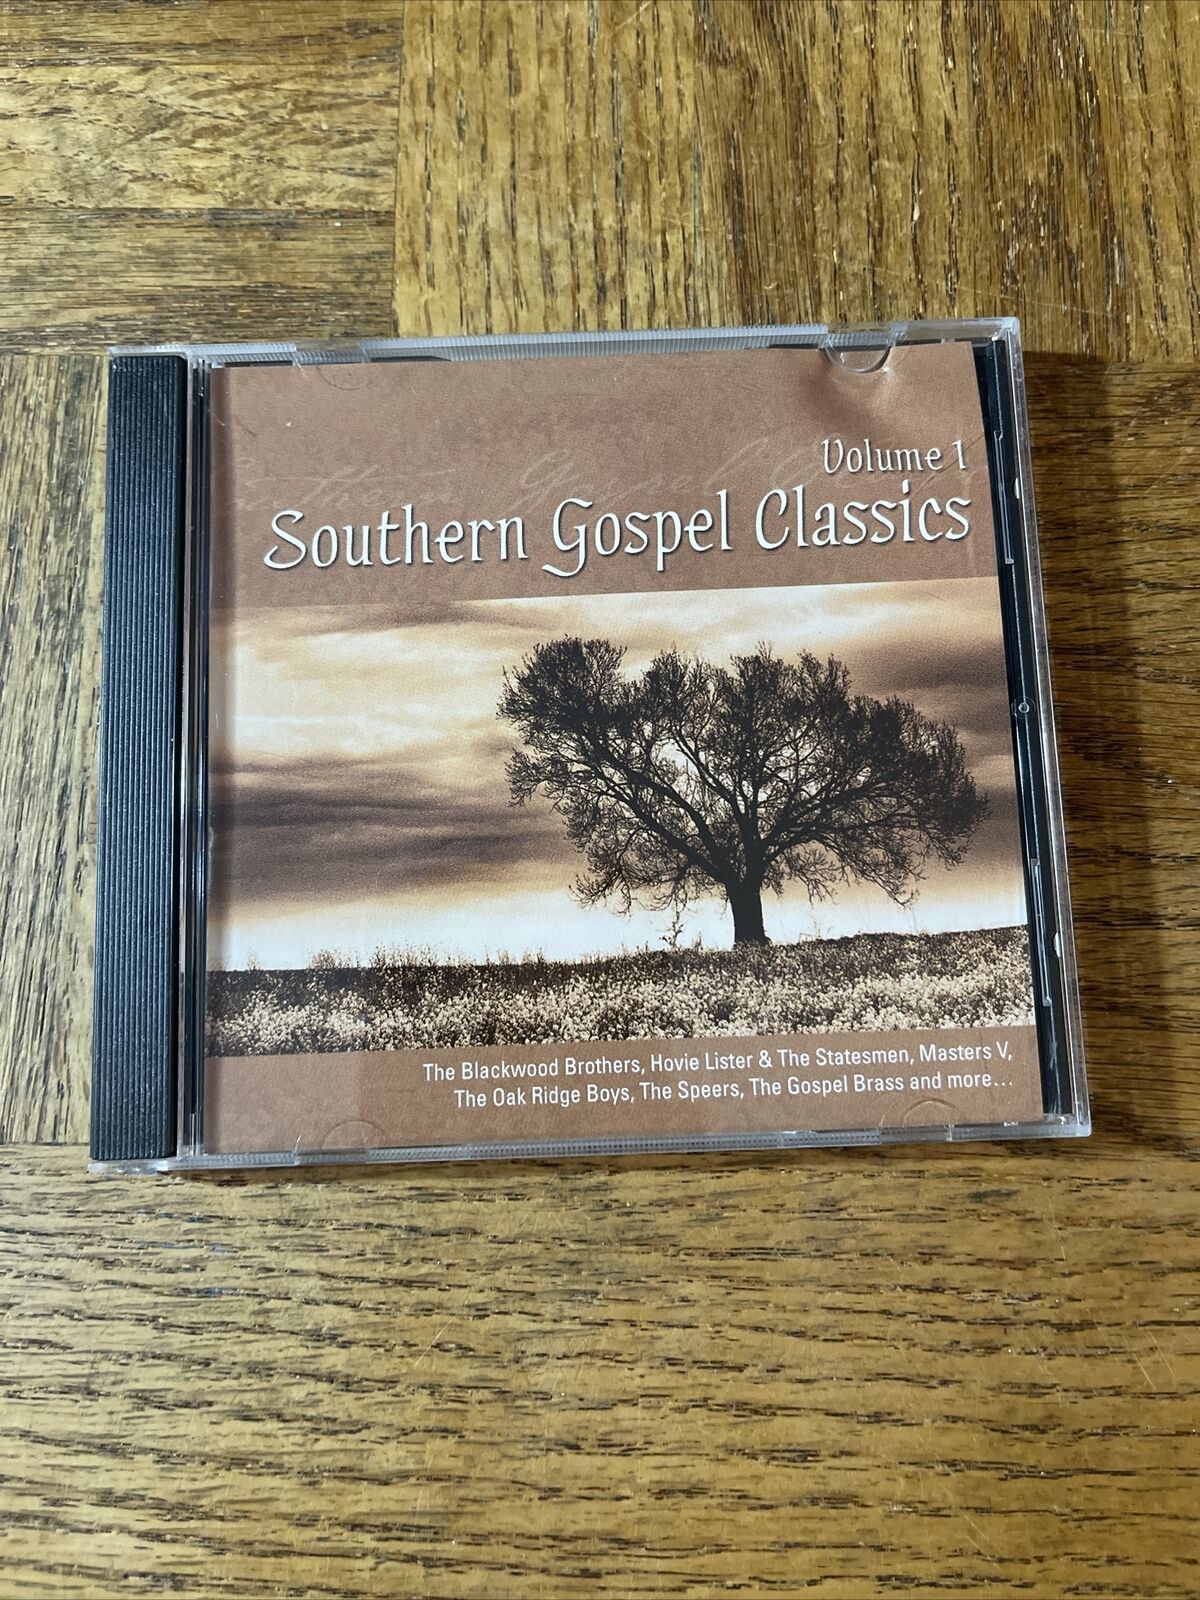 Volume 1
Southern Gospel Classics
The Blackwood Brothers, Hovie Lister & The Statesmen, Masters V,
The Oak Ridge Boys, The Speers, The Gospel Brass and more...